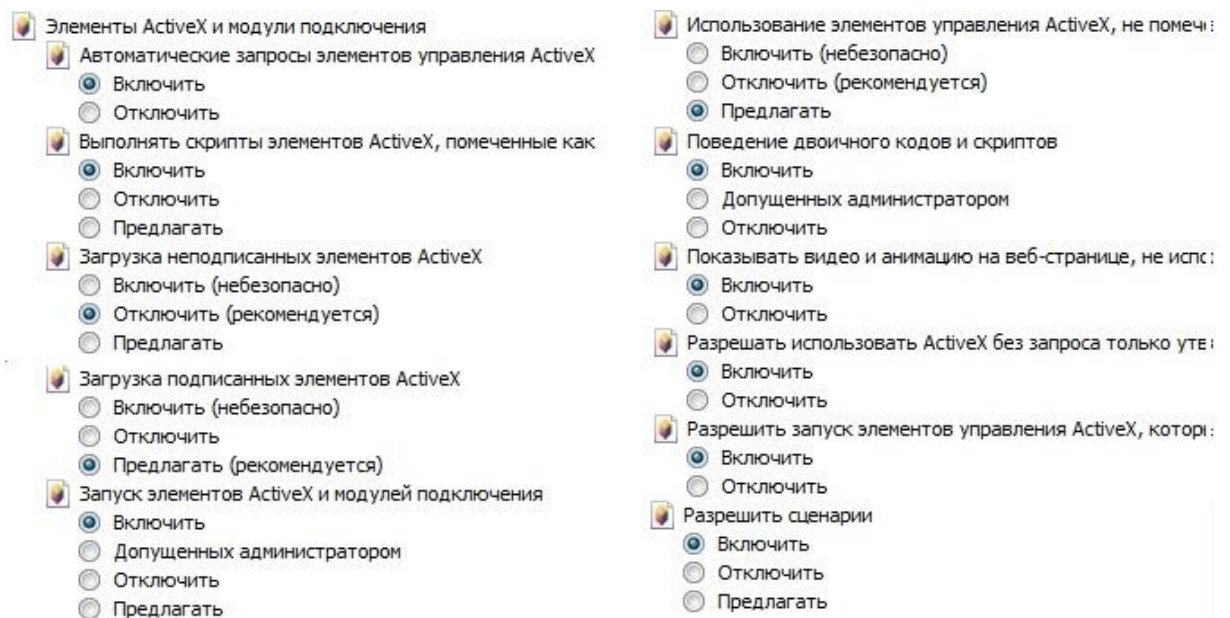 Элементы ActiveX и модули подключения
Автоматические запросы элементов управления ActiveX
Включить
Отключить
Выполнять скрипты элементов ActiveX, помеченные как
Включить
Отключить
Предлагать
Загрузка неподписанных элементов ActiveX
Включить (небезопасно)
Отключить (рекомендуется)
Предлагать
Загрузка подписанных элементов ActiveX
Включить (небезопасно)
Отключить
Предлагать (рекомендуется)
Запуск элементов ActiveX и модулей подключения
Включить
Допущенных администратором
Отключить
Предлагать
Использование элементов управления ActiveX, не
Включить (небезопасно)
Отключить (рекомендуется)
Предлагать
Поведение двоичного кодов и скриптов
Включить
Допущенных администратором
Отключить
Показывать видео и анимацию на веб-странице, не
Включить
Отключить
Разрешать использовать ActiveX без запроса только
Включить
Отключить
Разрешить запуск элементов управления ActiveX,
Включить
Отключить
Разрешить сценарии
Включить
Отключить
Предлагать